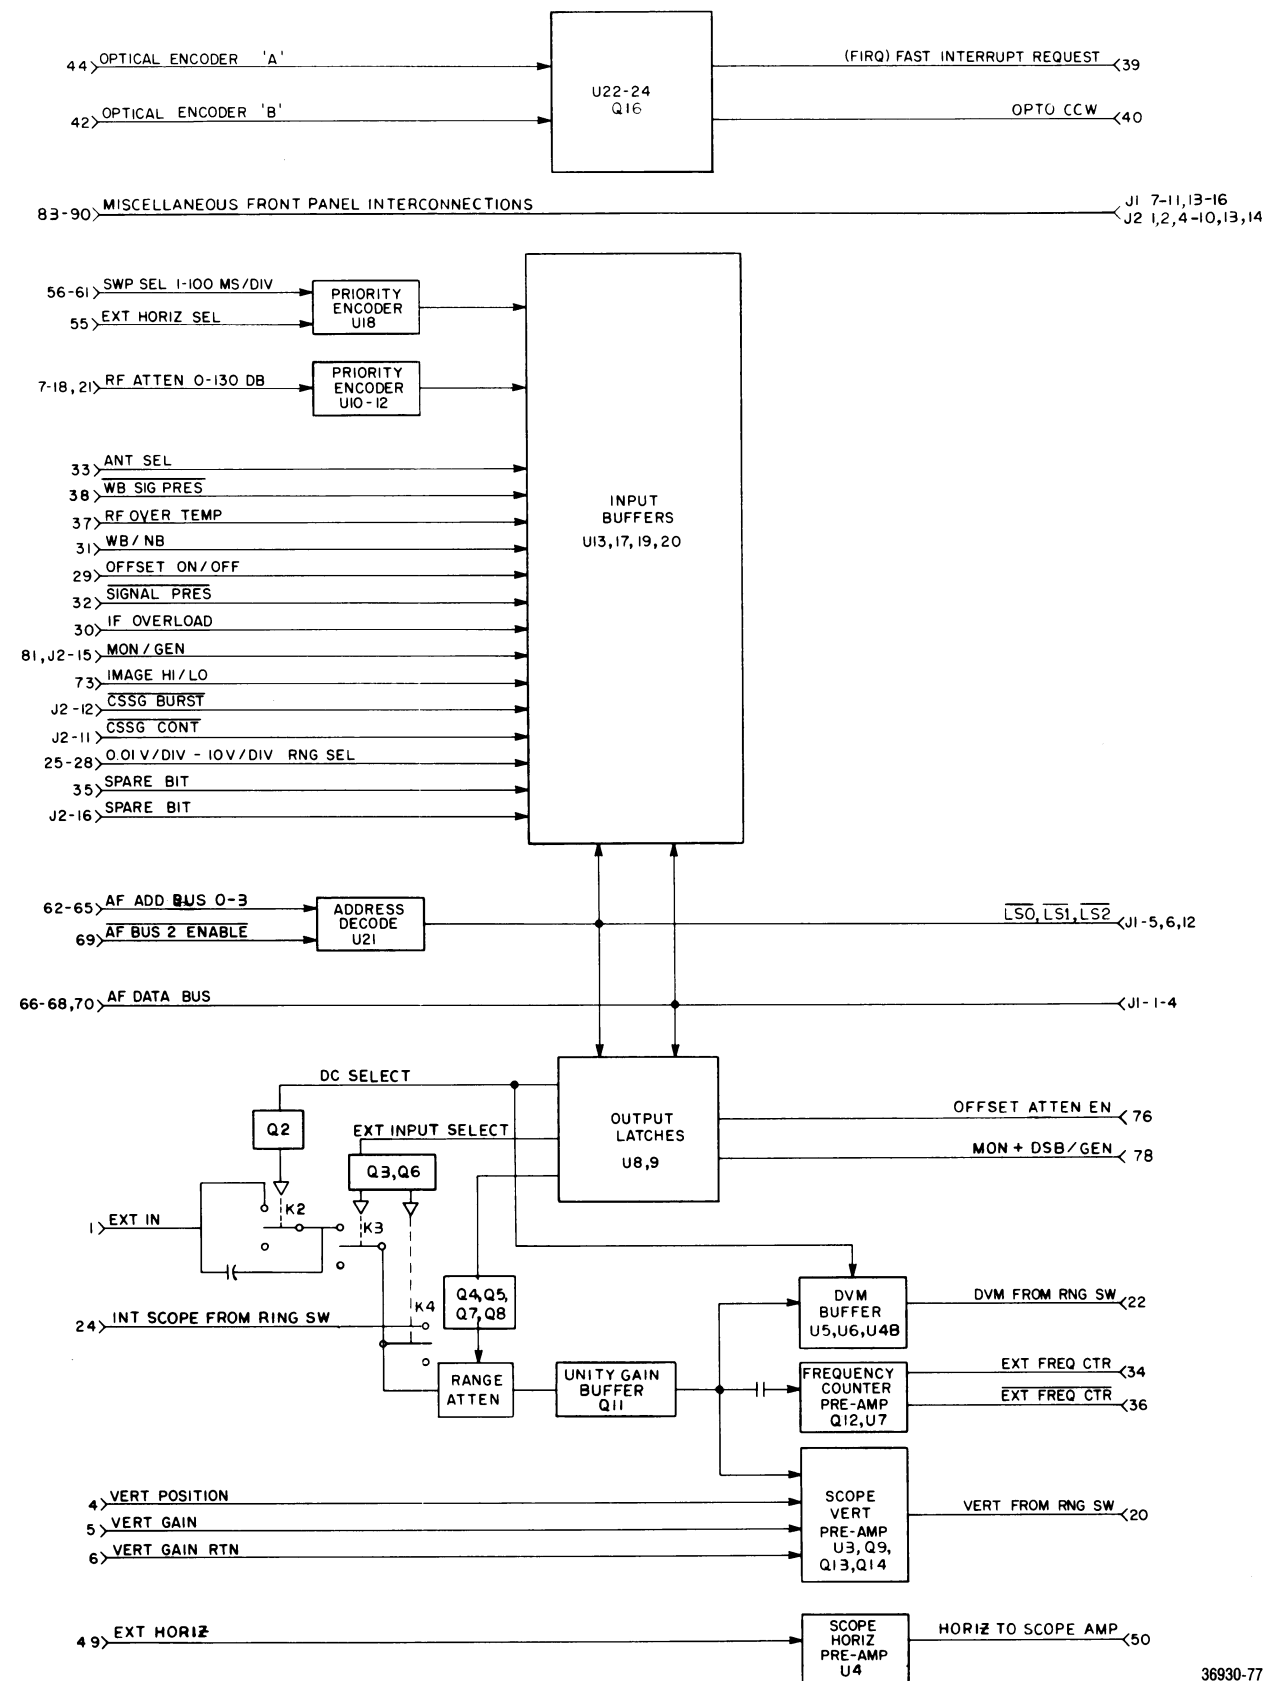 44 OPTICAL ENCODER 'A'
42 OPTICAL ENCODER 'B'
U22-24
Q16
(FIRQ) FAST INTERRUPT REQUEST 39
OPTO CCW 40
83-90 MISCELLANEOUS FRONT PANEL INTERCONNECTIONS
J1 7-11,13-16
J2 1,2,4-10,13,14
56-61 SWP SEL 1-100 MS/DIV
55 EXT HORIZ SEL
PRIORITY
ENCODER
U18
7-18,21 RF ATTEN 0-130 DB
PRIORITY
ENCODER
U10-12
33 ANT SEL
38 WB SIG PRES
37 RF OVER TEMP
31 WB/NB
29 OFFSET ON/OFF
32 SIGNAL PRES
30 IF OVERLOAD
81,J2-15 MON/GEN
73 IMAGE HI/LO
J2-12 CSSG BURST
J2-11 CSSG CONT
25-28 0.01V/DIV - 10V/DIV RNG SEL
35 SPARE BIT
J2-16 SPARE BIT
INPUT
BUFFERS
U13,17,19,20
62-65 AF ADD BUS 0-3
69 AF BUS 2 ENABLE
ADDRESS
DECODE
U21
LS0, LS1, LS2 J1-5,6,12
66-68,70 AF DATA BUS
J1-1-4
DC SELECT
Q2
EXT INPUT SELECT
Q3,Q6
OUTPUT
LATCHES
U8,9
OFFSET ATTEN EN 76
MON + DSB/GEN 78
1 EXT IN
K2
K3
K4
24 INT SCOPE FROM RING SW
Q4,Q5,
Q7,Q8
RANGE
ATTEN
UNITY GAIN
BUFFER
Q11
DVM
BUFFER
U5,U6,U4B
DVM FROM RNG SW 22
FREQUENCY
COUNTER
PRE-AMP
Q12,U7
EXT FREQ CTR 34
EXT FREQ CTR 36
4 VERT POSITION
5 VERT GAIN
6 VERT GAIN RTN
SCOPE
VERT
PRE-AMP
U3,Q9,
Q13,Q14
VERT FROM RNG SW 20
49 EXT HORIZ
SCOPE
HORIZ
PRE-AMP
U4
HORIZ TO SCOPE AMP 50
36930-77